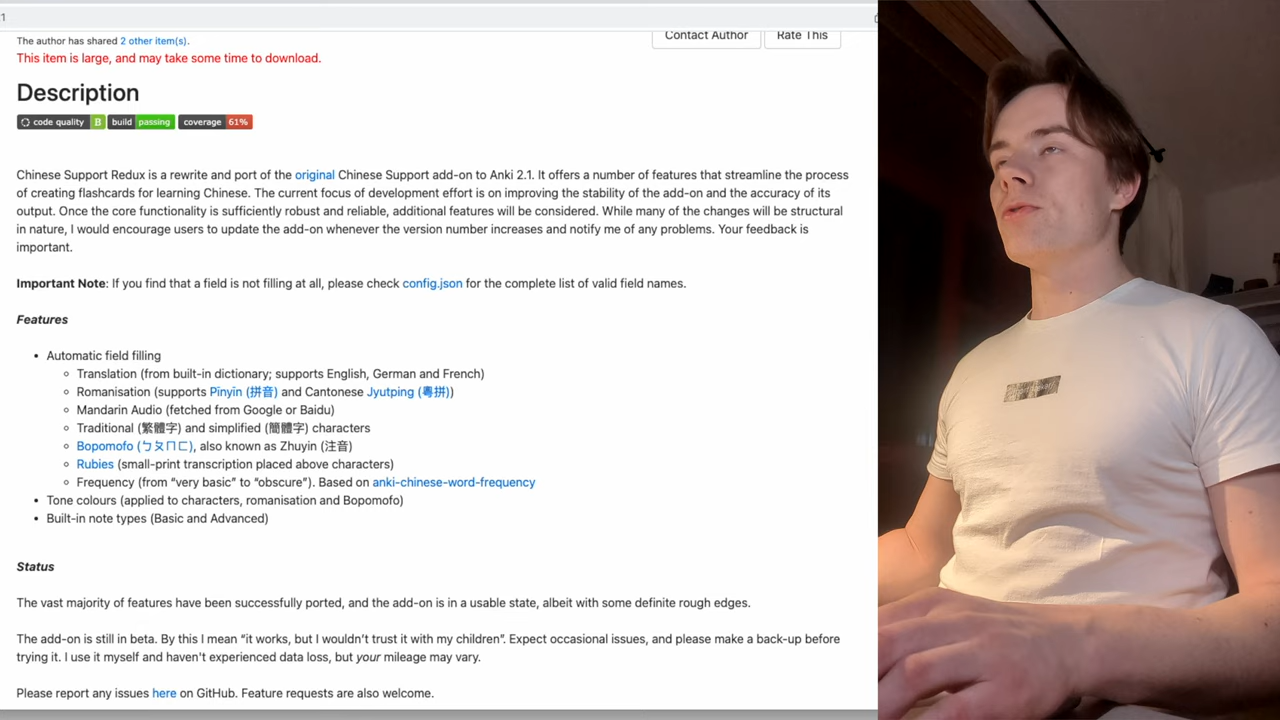 1
The author has shared 2 other item(s).
Contact Author
Rate This
This item is large, and may take some time to download.
Description
code quality B build passing coverage 61%
Chinese Support Redux is a rewrite and port of the original Chinese Support add-on to Anki 2.1. It offers a number of features that streamline the process
of creating flashcards for learning Chinese. The current focus of development effort is on improving the stability of the add-on and the accuracy of its
output. Once the core functionality is sufficiently robust and reliable, additional features will be considered. While many of the changes will be structural
in nature, I would encourage users to update the add-on whenever the version number increases and notify me of any problems. Your feedback is
important.
Important Note: If you find that a field is not filling at all, please check config.json for the complete list of valid field names.
Features
• Automatic field filling
◦ Translation (from built-in dictionary; supports English, German and French)
◦ Romanisation (supports Pīnyīn (拼音) and Cantonese Jyutping (粵拼))
◦ Mandarin Audio (fetched from Google or Baidu)
◦ Traditional (繁體字) and simplified (簡體字) characters
◦ Bopomofo (ㄅㄆㄇㄈ), also known as Zhuyin (注音)
◦ Rubies (small-print transcription placed above characters)
◦ Frequency (from “very basic” to “obscure”). Based on anki-chinese-word-frequency
• Tone colours (applied to characters, romanisation and Bopomofo)
• Built-in note types (Basic and Advanced)
Status
The vast majority of features have been successfully ported, and the add-on is in a usable state, albeit with some definite rough edges.
The add-on is still in beta. By this I mean “it works, but I wouldn’t trust it with my children”. Expect occasional issues, and please make a back-up before
trying it. I use it myself and haven't experienced data loss, but your mileage may vary.
Please report any issues here on GitHub. Feature requests are also welcome.